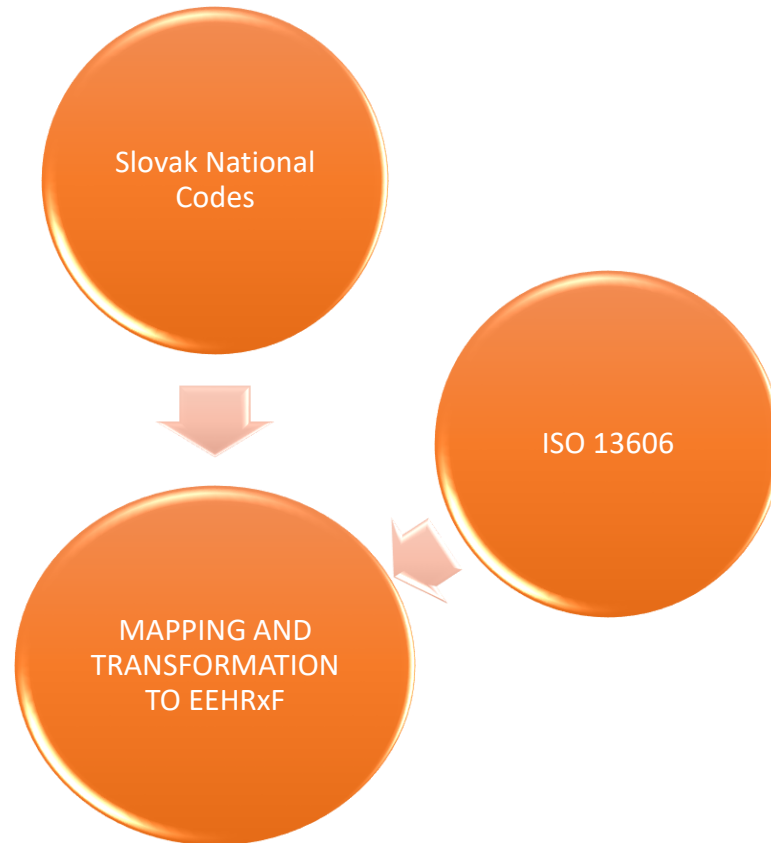 Slovak National
Codes
ISO 13606
MAPPING AND
TRANSFORMATION
TO EEHRxF